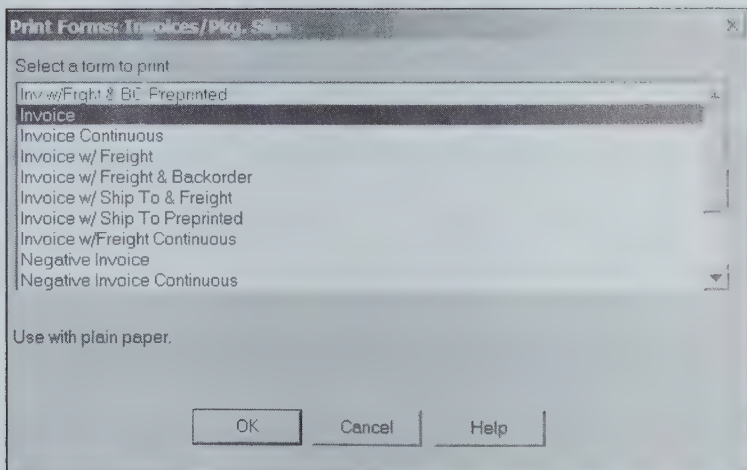 Print Forms: Invoices/Pkg. Slips
Select a form to print
Inv w/Frght & BO Preprinted
Invoice
Invoice Continuous
Invoice w/ Freight
Invoice w/ Freight & Backorder
Invoice w/ Ship To & Freight
Invoice w/ Ship To Preprinted
Invoice w/Freight Continuous
Negative Invoice
Negative Invoice Continuous
Use with plain paper.
OK
Cancel
Help